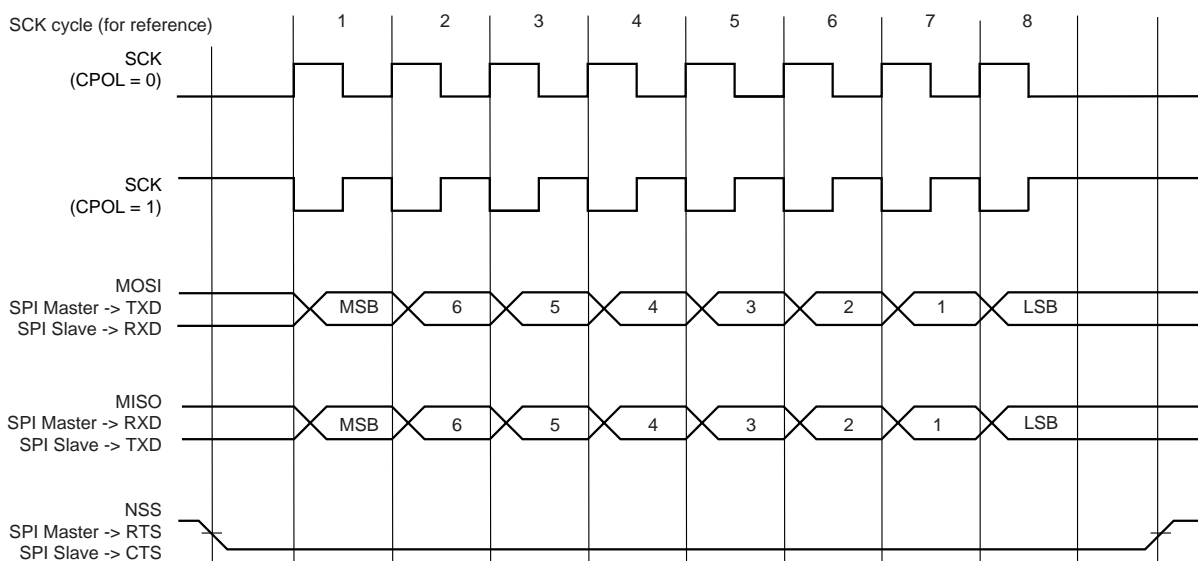 SCK cycle (for reference)
1 2 3 4 5 6 7 8
SCK
(CPOL = 0)
SCK
(CPOL = 1)
MOSI
SPI Master -> TXD
SPI Slave -> RXD
MSB 6 5 4 3 2 1 LSB
MISO
SPI Master -> RXD
SPI Slave -> TXD
MSB 6 5 4 3 2 1 LSB
NSS
SPI Master -> RTS
SPI Slave -> CTS